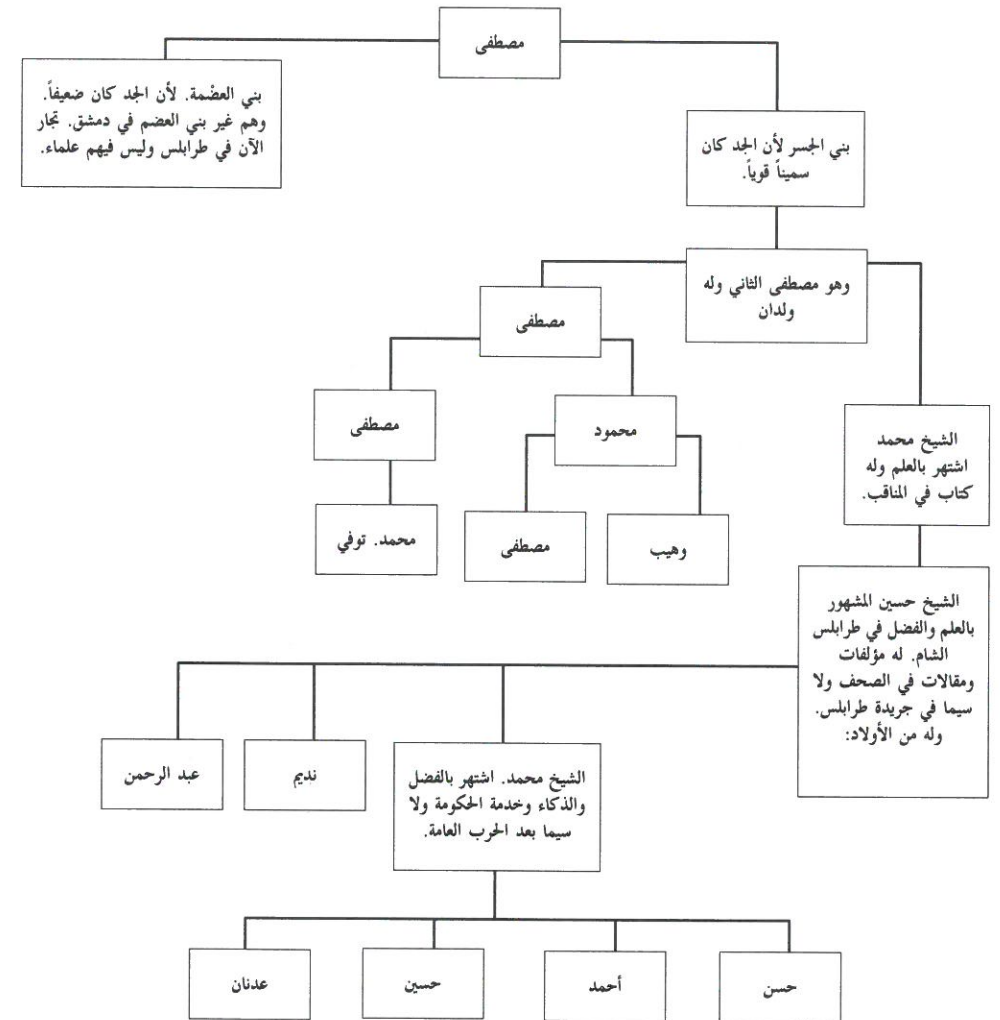 مصطفى
بني العضْمة. لأن الجد كان ضعيفاً.
وهم غير بني العضم في دمشق. تجار
الآن في طرابلس وليس فيهم علماء.
بني الجسر لأن الجد كان
سميناً قوياً.
وهو مصطفى الثاني وله
ولدان
مصطفى
الشيخ محمد
اشتهر بالعلم وله
كتاب في المناقب.
محمود
مصطفى
وهيب
مصطفى
محمد. توفي
الشيخ حسين المشهور
بالعلم والفضل في طرابلس
الشام. له مؤلفات
ومقالات في الصحف ولا
سيما في جريدة طرابلس.
وله من الأولاد:
الشيخ محمد. اشتهر بالفضل
والذكاء وخدمة الحكومة ولا
سيما بعد الحرب العامة.
نديم
عبد الرحمن
حسن
أحمد
حسين
عدنان